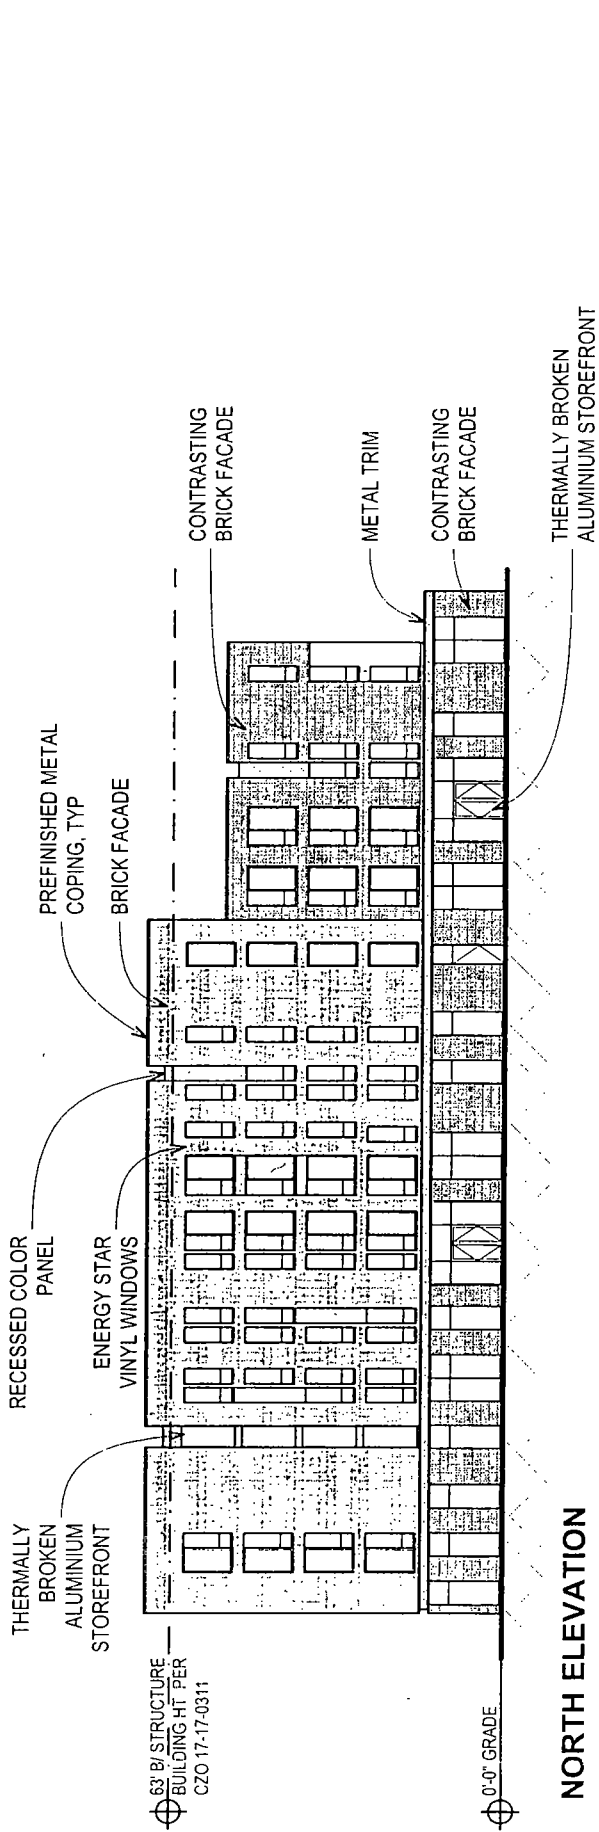 THERMALLY
BROKEN
ALUMINIUM
STOREFRONT
RECESSED COLOR
PANEL
ENERGY STAR
VINYL WINDOWS
PREFINISHED METAL
COPING, TYP
BRICK FACADE
CONTRASTING
BRICK FACADE
METAL TRIM
CONTRASTING
BRICK FACADE
THERMALLY BROKEN
ALUMINIUM STOREFRONT
63' B/ STRUCTURE
BUILDING HT PER
CZO 17-17-0311
0'-0" GRADE
NORTH ELEVATION